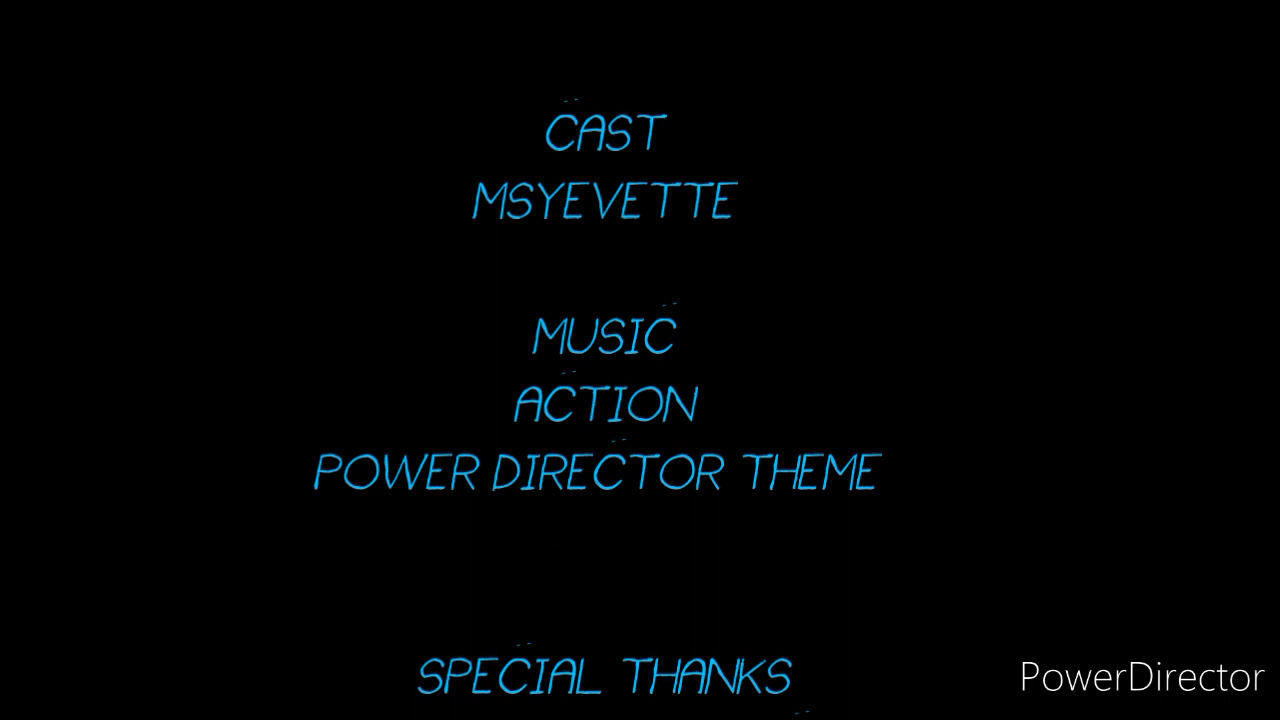 CAST
MSYEVETTE
MUSIC
ACTION
POWER DIRECTOR THEME
SPECIAL THANKS
PowerDirector